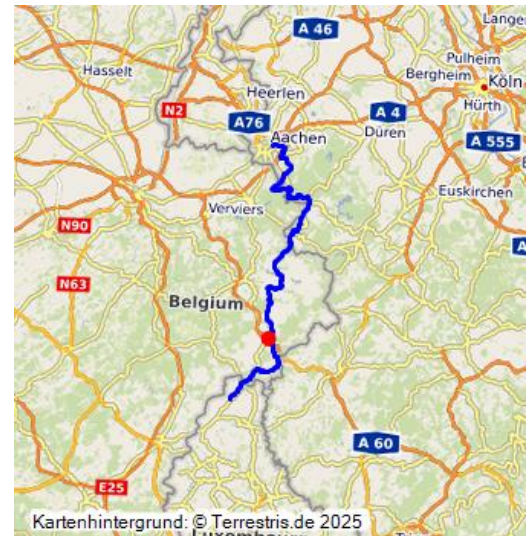 A 46
Langen
Hasselt
Pulheim
Heerlen
Bergheim
Köln
N2
A76
A 4
Hürth
Aachen
Düren
A 555
Verviers
Euskirchen
N90
N63
Belgium
A 60
E25
Kartenhintergrund: © Terrestris.de 2025